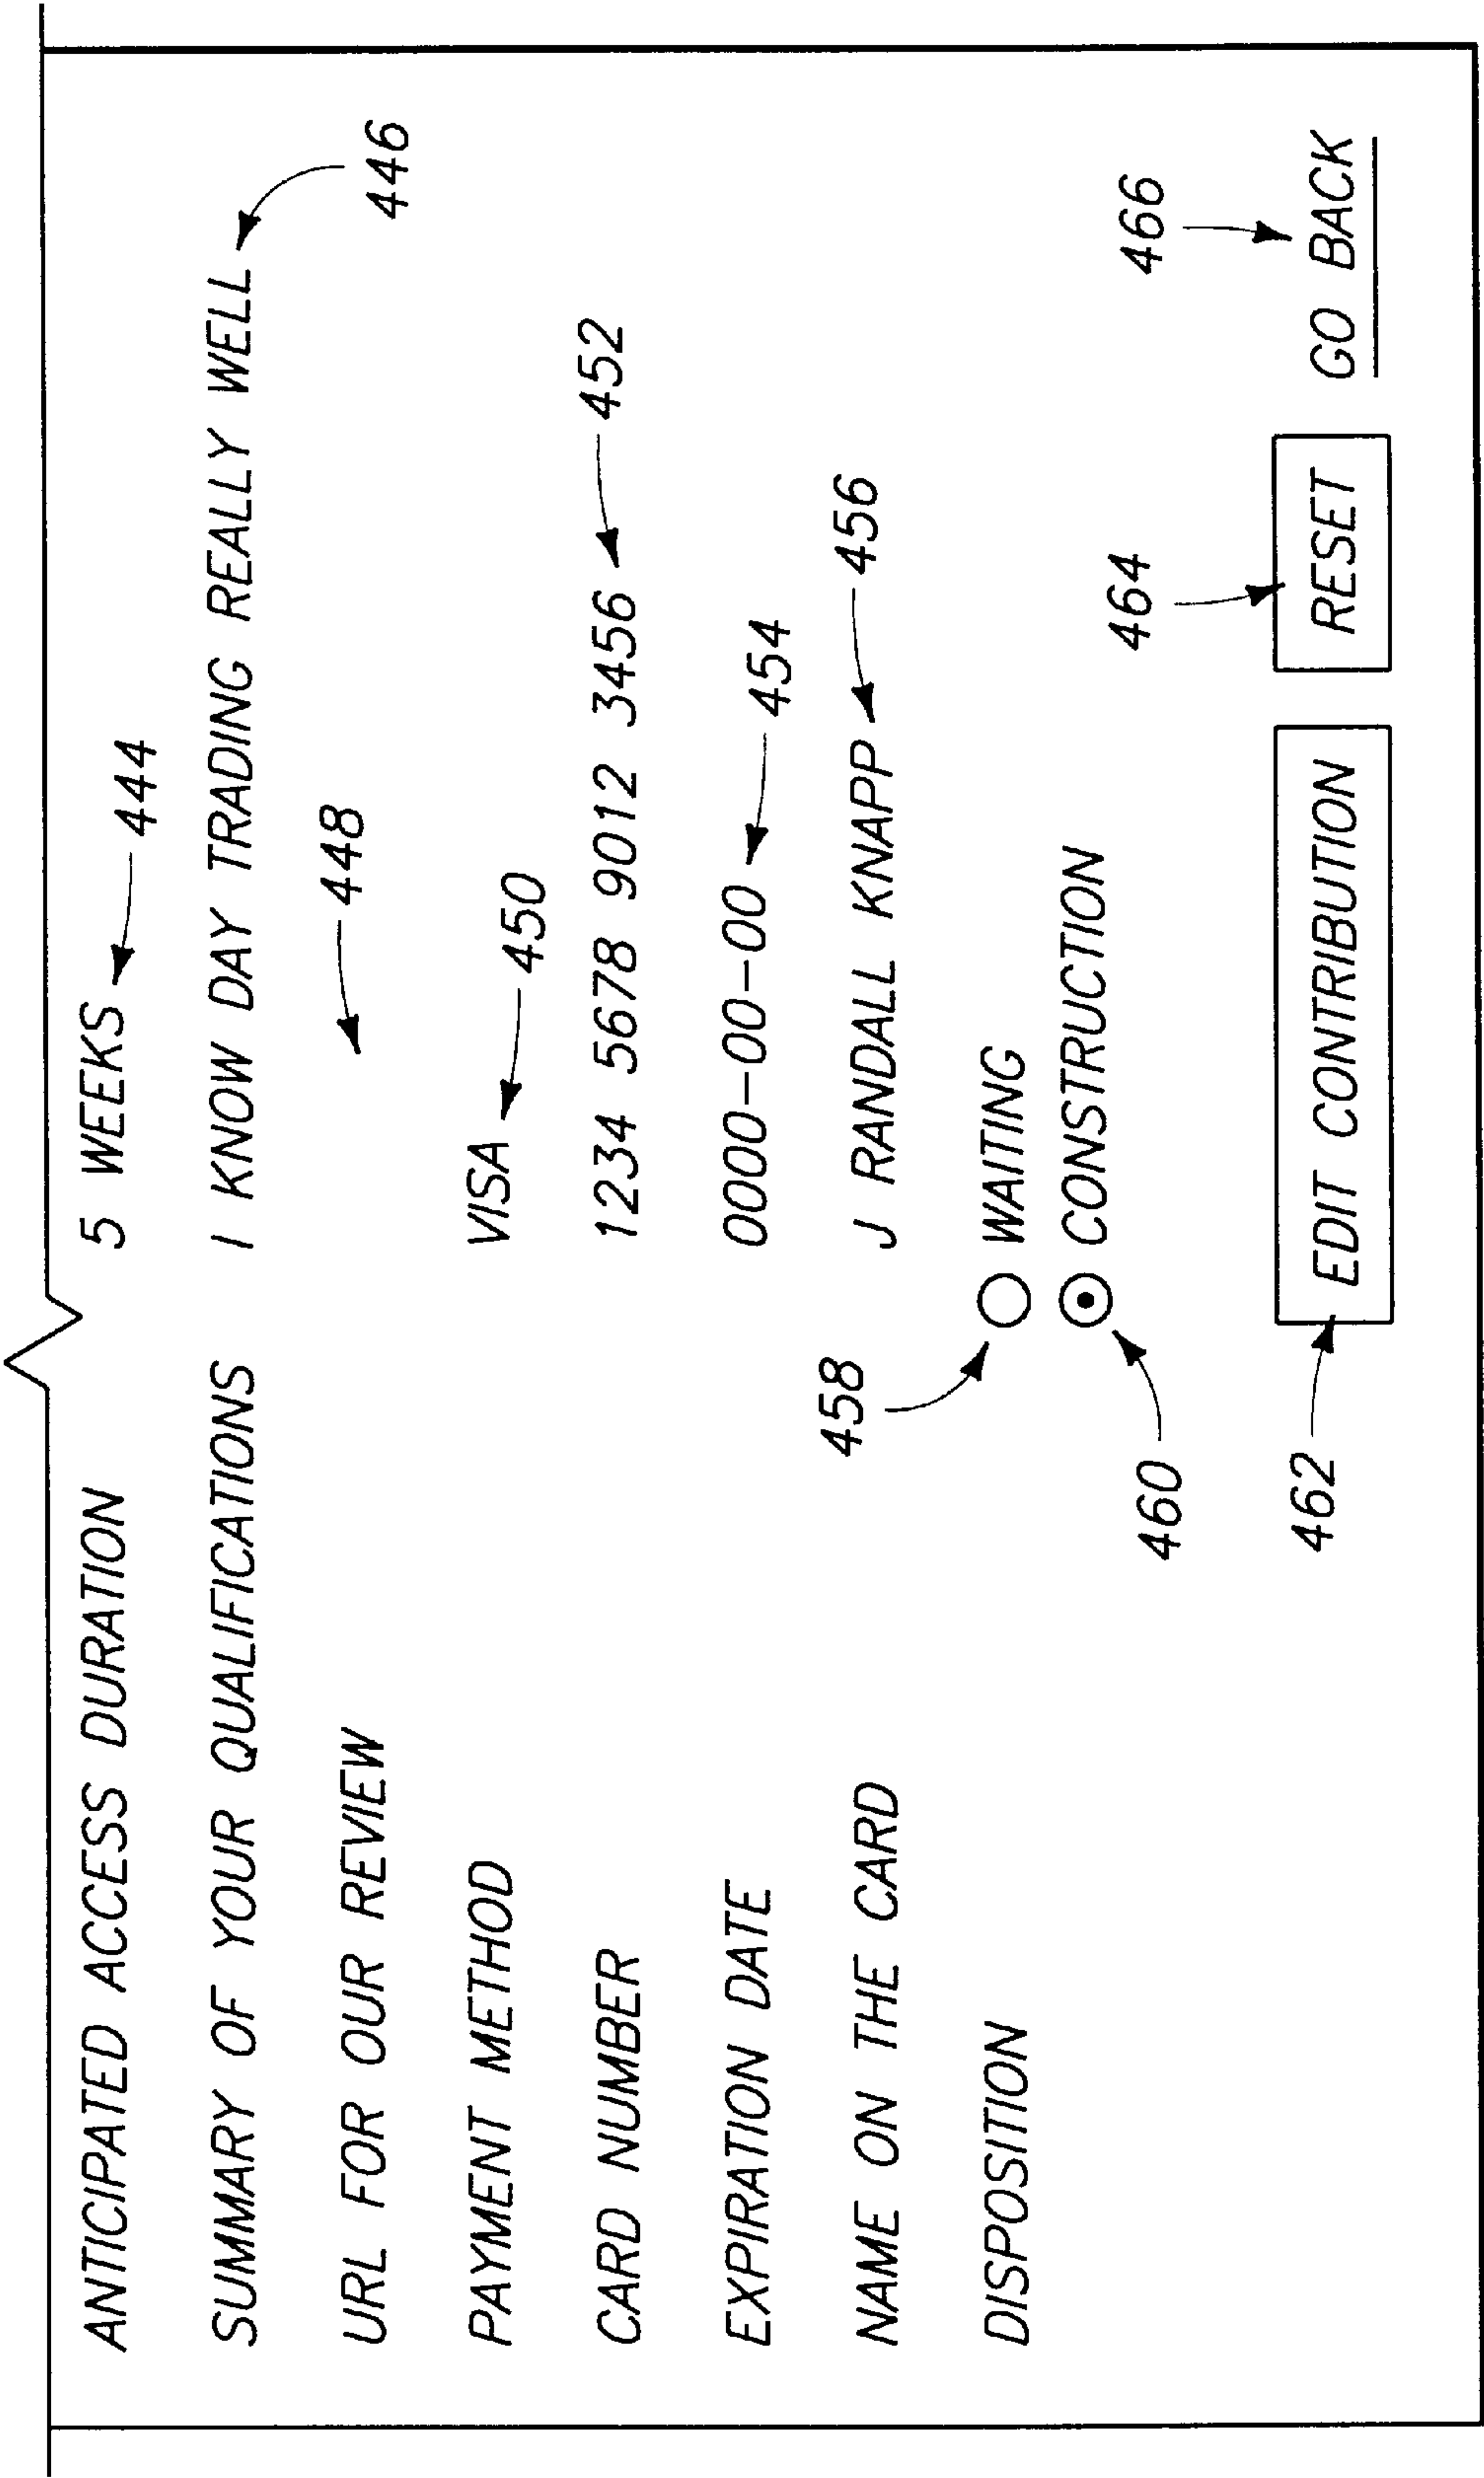 ANTICIPATED ACCESS DURATION 5 WEEKS 444
SUMMARY OF YOUR QUALIFICATIONS I KNOW DAY TRADING REALLY WELL 446
URL FOR OUR REVIEW 448
PAYMENT METHOD VISA 450
CARD NUMBER 1234 5678 9012 3456 452
EXPIRATION DATE 0000-00-00 454
NAME ON THE CARD J RANDALL KNAPP 456
458
DISPOSITION WAITING
CONSTRUCTION
460 464 466
462 EDIT CONTRIBUTION RESET GO BACK